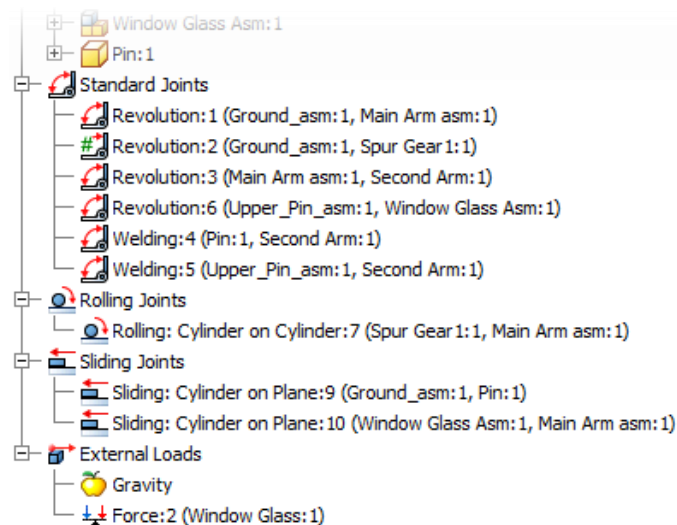 Window Glass Asm:1
Pin:1
Standard Joints
Revolution:1 (Ground_asm:1, Main Arm asm:1)
# Revolution:2 (Ground_asm:1, Spur Gear1:1)
Revolution:3 (Main Arm asm:1, Second Arm:1)
Revolution:6 (Upper_Pin_asm:1, Window Glass Asm:1)
Welding:4 (Pin:1, Second Arm:1)
Welding:5 (Upper_Pin_asm:1, Second Arm:1)
Rolling Joints
Rolling: Cylinder on Cylinder:7 (Spur Gear1:1, Main Arm asm:1)
Sliding Joints
Sliding: Cylinder on Plane:9 (Ground_asm:1, Pin:1)
Sliding: Cylinder on Plane:10 (Window Glass Asm:1, Main Arm asm:1)
External Loads
Gravity
Force:2 (Window Glass:1)